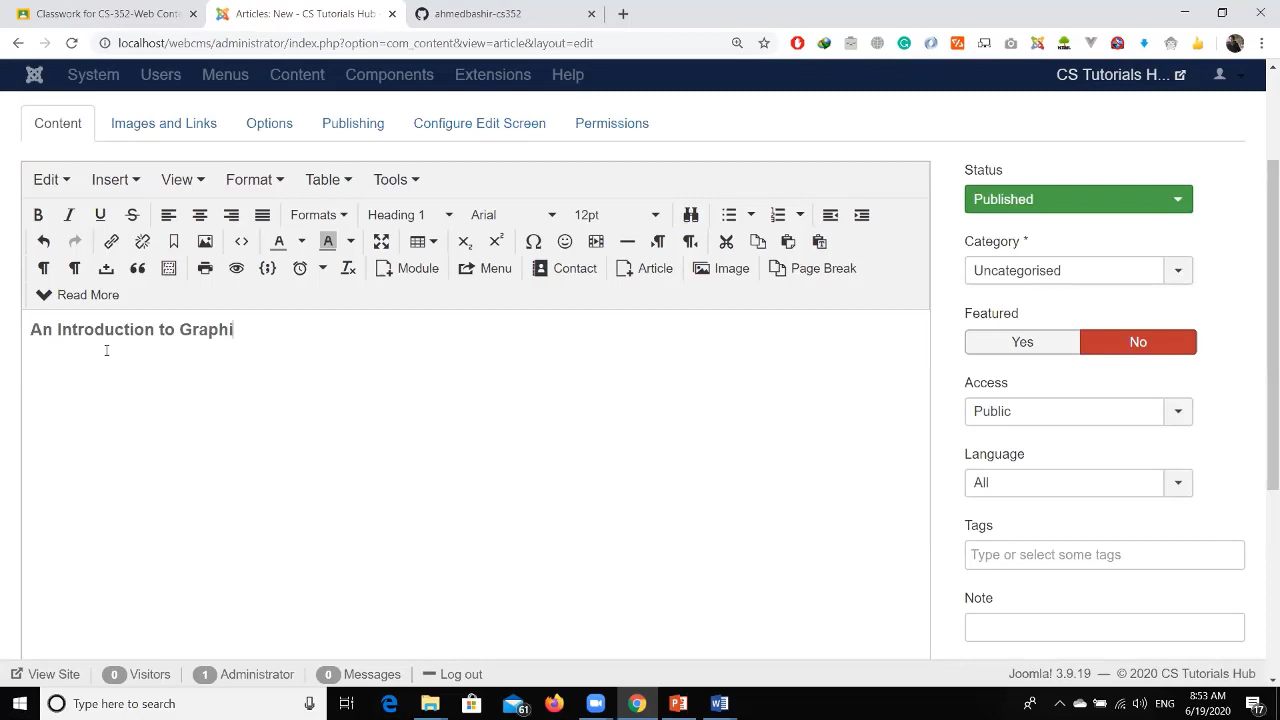 Classwork for CS-352-Web Conte
Articles: New - CS Tutorials Hub -
ahmedbashir-cs352
localhost/webcms/administrator/index.php?option=com_content&view=article&layout=edit
System Users Menus Content Components Extensions Help
CS Tutorials H...
Content
Images and Links
Options
Publishing
Configure Edit Screen
Permissions
Edit Insert View Format Table Tools
Formats Heading 1 Arial 12pt
Module Menu Contact Article Image Page Break
Read More
An Introduction to Graphi
Status
Published
Category *
Uncategorised
Featured
Yes No
Access
Public
Language
All
Tags
Type or select some tags
Note
View Site 0 Visitors 1 Administrator 0 Messages Log out
Joomla! 3.9.19 — © 2020 CS Tutorials Hub
Type here to search
61
ENG
8:53 AM
6/19/2020
17